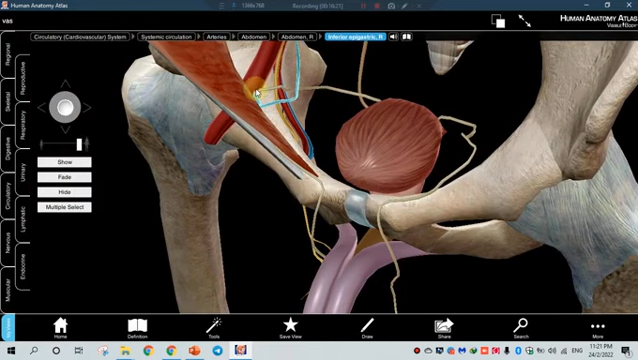 Human Anatomy Atlas
1366x768
Recording [00:16:21]
vas
HUMAN ANATOMY ATLAS
VISIBLE BODY
Circulatory (Cardiovascular) System
Systemic circulation
Arteries
Abdomen
Abdomen, R
Inferior epigastric, R
Regional
Skeletal
Digestive
Circulatory
Nervous
Muscular
Reproductive
Respiratory
Urinary
Lymphatic
Endocrine
Show
Fade
Hide
Multiple Select
Home
Definition
Tools
Save View
Draw
Share
Search
More
ENG
11:21 PM
24/2/2022